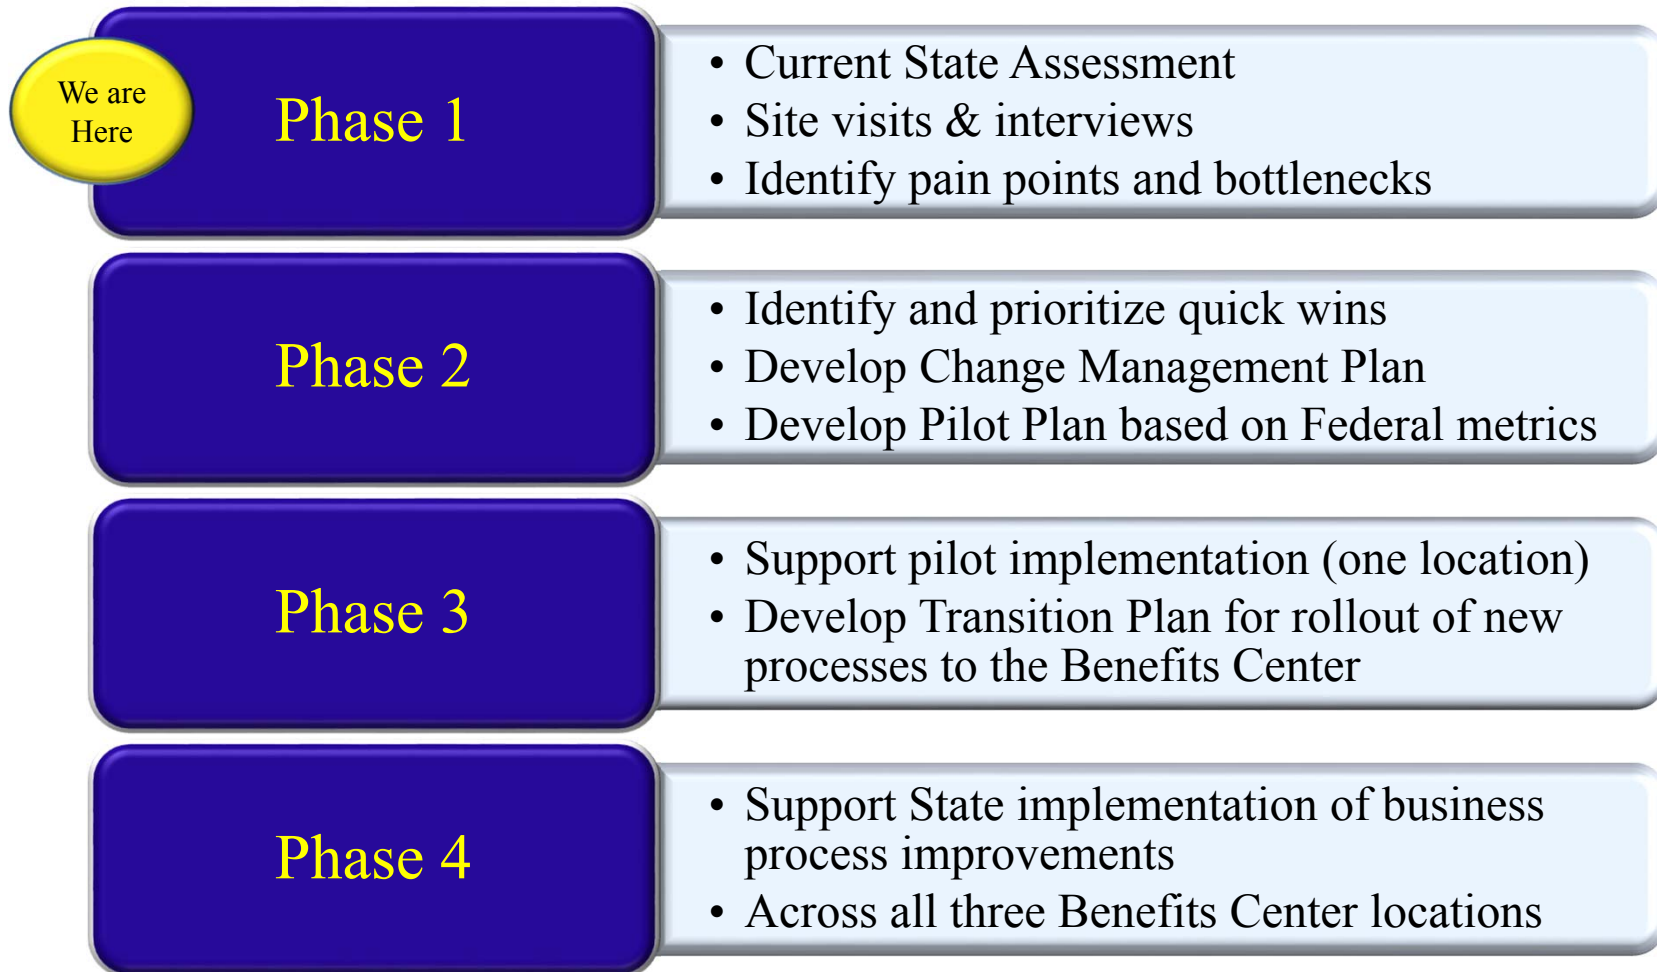 We are
Here
Phase 1
• Current State Assessment
• Site visits & interviews
• Identify pain points and bottlenecks
Phase 2
• Identify and prioritize quick wins
• Develop Change Management Plan
• Develop Pilot Plan based on Federal metrics
Phase 3
• Support pilot implementation (one location)
• Develop Transition Plan for rollout of new
processes to the Benefits Center
Phase 4
• Support State implementation of business
process improvements
• Across all three Benefits Center locations